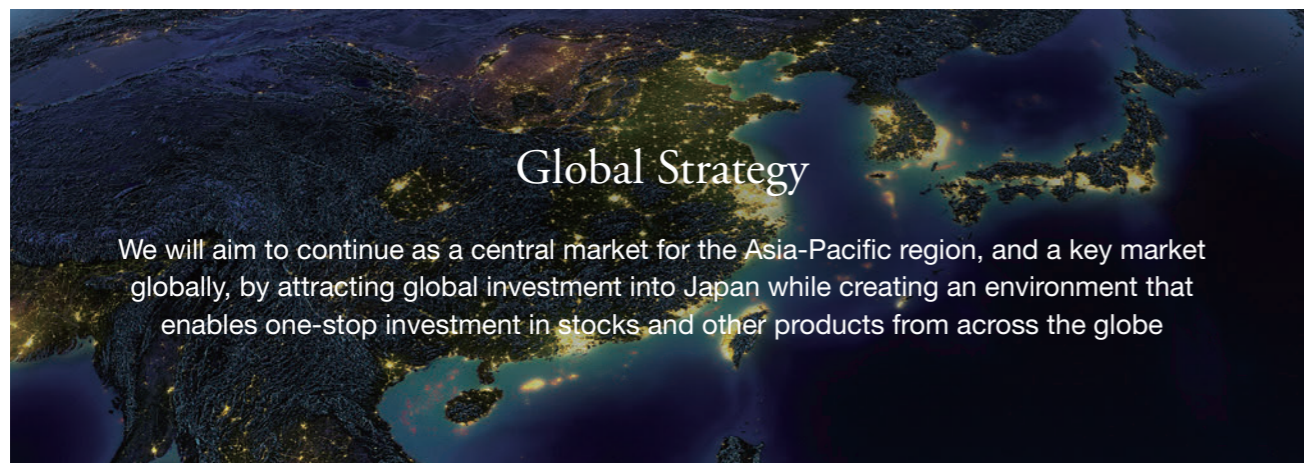 Global Strategy
We will aim to continue as a central market for the Asia-Pacific region, and a key market
globally, by attracting global investment into Japan while creating an environment that
enables one-stop investment in stocks and other products from across the globe